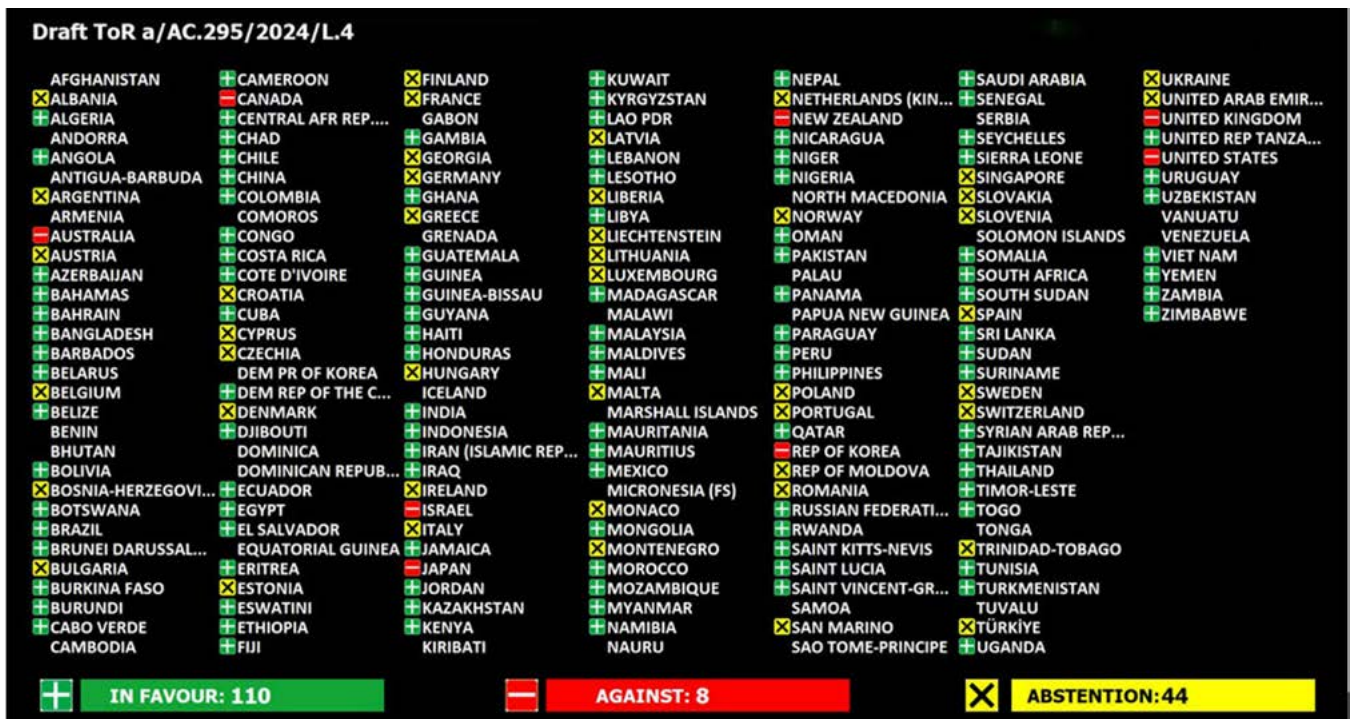 Draft ToR a/AC.295/2024/L.4
AFGHANISTAN
ALBANIA
ALGERIA
ANDORRA
ANGOLA
ANTIGUA-BARBUDA
ARGENTINA
ARMENIA
AUSTRALIA
AUSTRIA
AZERBAIJAN
BAHAMAS
BAHRAIN
BANGLADESH
BARBADOS
BELARUS
BELGIUM
BELIZE
BENIN
BHUTAN
BOLIVIA
BOSNIA-HERZEGOVI...
BOTSWANA
BRAZIL
BRUNEI DARUSSAL...
BULGARIA
BURKINA FASO
BURUNDI
CABO VERDE
CAMBODIA
CAMEROON
CANADA
CENTRAL AFR REP....
CHAD
CHILE
CHINA
COLOMBIA
COMOROS
CONGO
COSTA RICA
COTE D'IVOIRE
CROATIA
CUBA
CYPRUS
CZECHIA
DEM PR OF KOREA
DEM REP OF THE C...
DENMARK
DJIBOUTI
DOMINICA
DOMINICAN REPUB...
ECUADOR
EGYPT
EL SALVADOR
EQUATORIAL GUINEA
ERITREA
ESTONIA
ESWATINI
ETHIOPIA
FIJI
FINLAND
FRANCE
GABON
GAMBIA
GEORGIA
GERMANY
GHANA
GREECE
GRENADA
GUATEMALA
GUINEA
GUINEA-BISSAU
GUYANA
HAITI
HONDURAS
HUNGARY
ICELAND
INDIA
INDONESIA
IRAN (ISLAMIC REP...
IRAQ
IRELAND
ISRAEL
ITALY
JAMAICA
JAPAN
JORDAN
KAZAKHSTAN
KENYA
KIRIBATI
KUWAIT
KYRGYZSTAN
LAO PDR
LATVIA
LEBANON
LESOTHO
LIBERIA
LIBYA
LIECHTENSTEIN
LITHUANIA
LUXEMBOURG
MADAGASCAR
MALAWI
MALAYSIA
MALDIVES
MALI
MALTA
MARSHALL ISLANDS
MAURITANIA
MAURITIUS
MEXICO
MICRONESIA (FS)
MONACO
MONGOLIA
MONTENEGRO
MOROCCO
MOZAMBIQUE
MYANMAR
NAMIBIA
NAURU
NEPAL
NETHERLANDS (KIN...
NEW ZEALAND
NICARAGUA
NIGER
NIGERIA
NORTH MACEDONIA
NORWAY
OMAN
PAKISTAN
PALAU
PANAMA
PAPUA NEW GUINEA
PARAGUAY
PERU
PHILIPPINES
POLAND
PORTUGAL
QATAR
REP OF KOREA
REP OF MOLDOVA
ROMANIA
RUSSIAN FEDERATI...
RWANDA
SAINT KITTS-NEVIS
SAINT LUCIA
SAINT VINCENT-GR...
SAMOA
SAN MARINO
SAO TOME-PRINCIPE
SAUDI ARABIA
SENEGAL
SERBIA
SEYCHELLES
SIERRA LEONE
SINGAPORE
SLOVAKIA
SLOVENIA
SOLOMON ISLANDS
SOMALIA
SOUTH AFRICA
SOUTH SUDAN
SPAIN
SRI LANKA
SUDAN
SURINAME
SWEDEN
SWITZERLAND
SYRIAN ARAB REP...
TAJIKISTAN
THAILAND
TIMOR-LESTE
TOGO
TONGA
TRINIDAD-TOBAGO
TUNISIA
TURKMENISTAN
TUVALU
TÜRKİYE
UGANDA
UKRAINE
UNITED ARAB EMIR...
UNITED KINGDOM
UNITED REP TANZA...
UNITED STATES
URUGUAY
UZBEKISTAN
VANUATU
VENEZUELA
VIET NAM
YEMEN
ZAMBIA
ZIMBABWE
IN FAVOUR: 110
AGAINST: 8
ABSTENTION:44